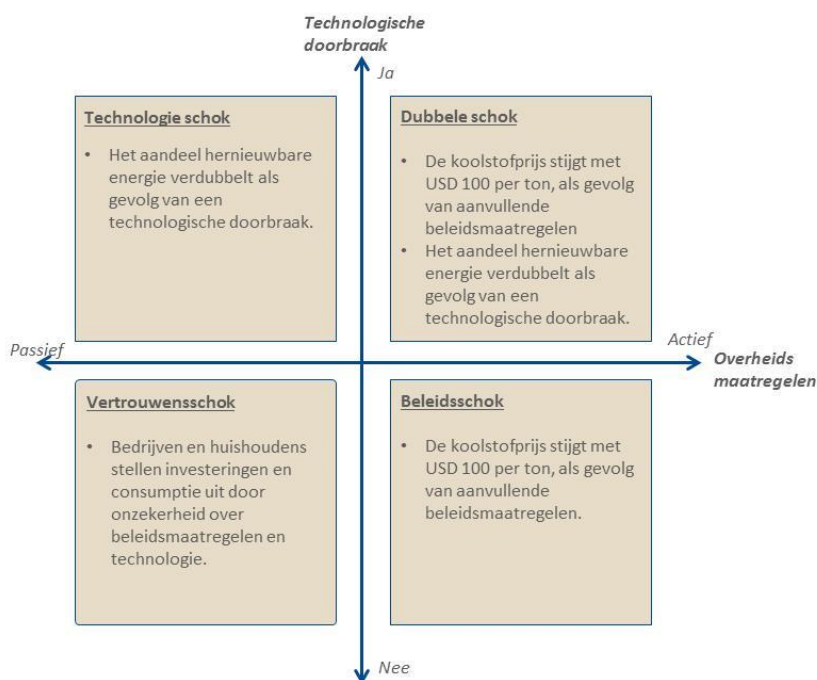 Technologische
doorbraak
Ja
Technologie schok
• Het aandeel hernieuwbare
energie verdubbelt als
gevolg van een
technologische doorbraak.
Dubbele schok
• De koolstofprijs stijgt met
USD 100 per ton, als gevolg
van aanvullende
beleidsmaatregelen
• Het aandeel hernieuwbare
energie verdubbelt als
gevolg van een
technologische doorbraak.
Passief
Actief
Overheids
maatregelen
Vertrouwensschok
• Bedrijven en huishoudens
stellen investeringen en
consumptie uit door
onzekerheid over
beleidsmaatregelen en
technologie.
Beleidsschok
• De koolstofprijs stijgt met
USD 100 per ton, als gevolg
van aanvullende
beleidsmaatregelen.
Nee